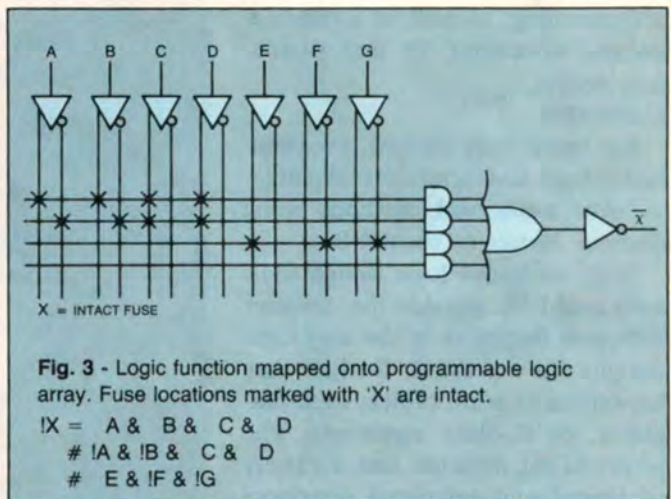 A B C D E F G
x̅
X = INTACT FUSE
Fig. 3 - Logic function mapped onto programmable logic
array. Fuse locations marked with 'X' are intact.
!X = A & B & C & D
# !A & !B & C & D
# E & !F & !G